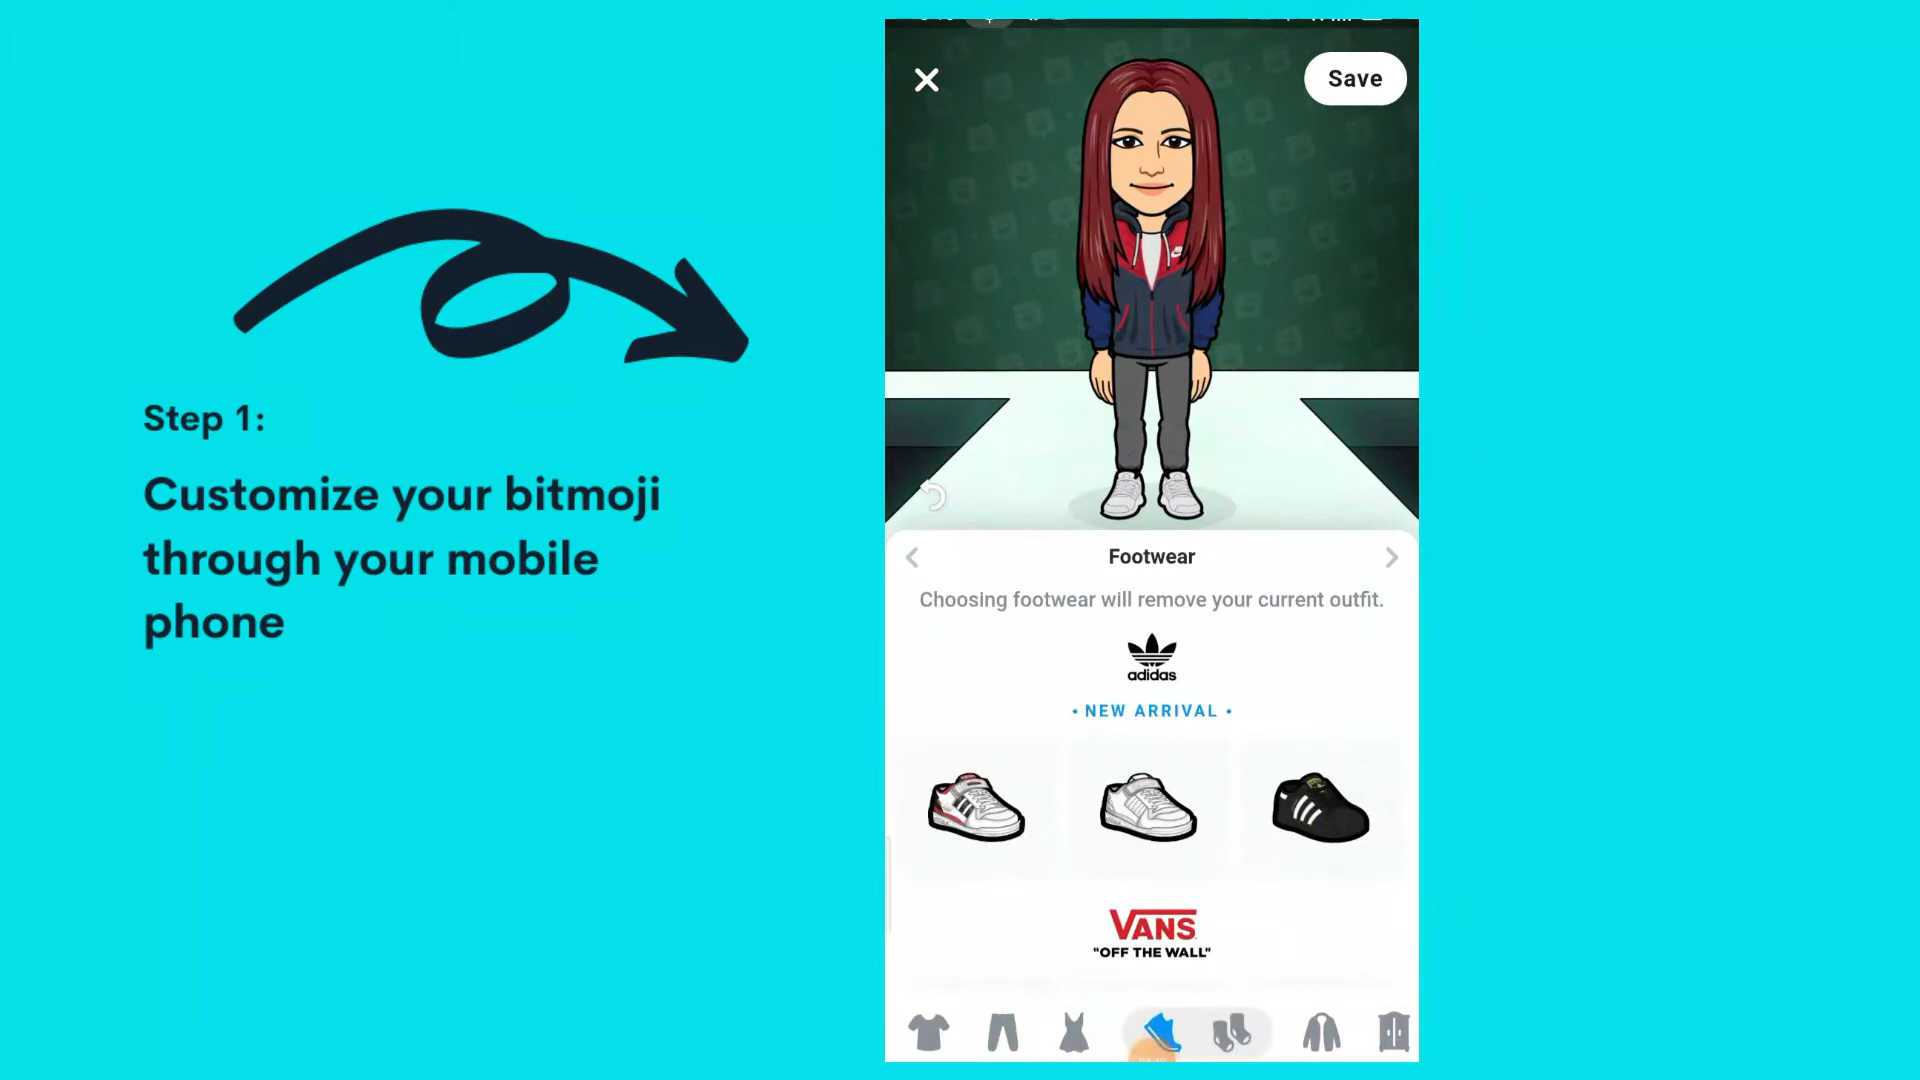 Save
Step 1:
Customize your bitmoji
through your mobile
phone
Footwear
Choosing footwear will remove your current outfit.
adidas
• NEW ARRIVAL •
VANS
"OFF THE WALL"